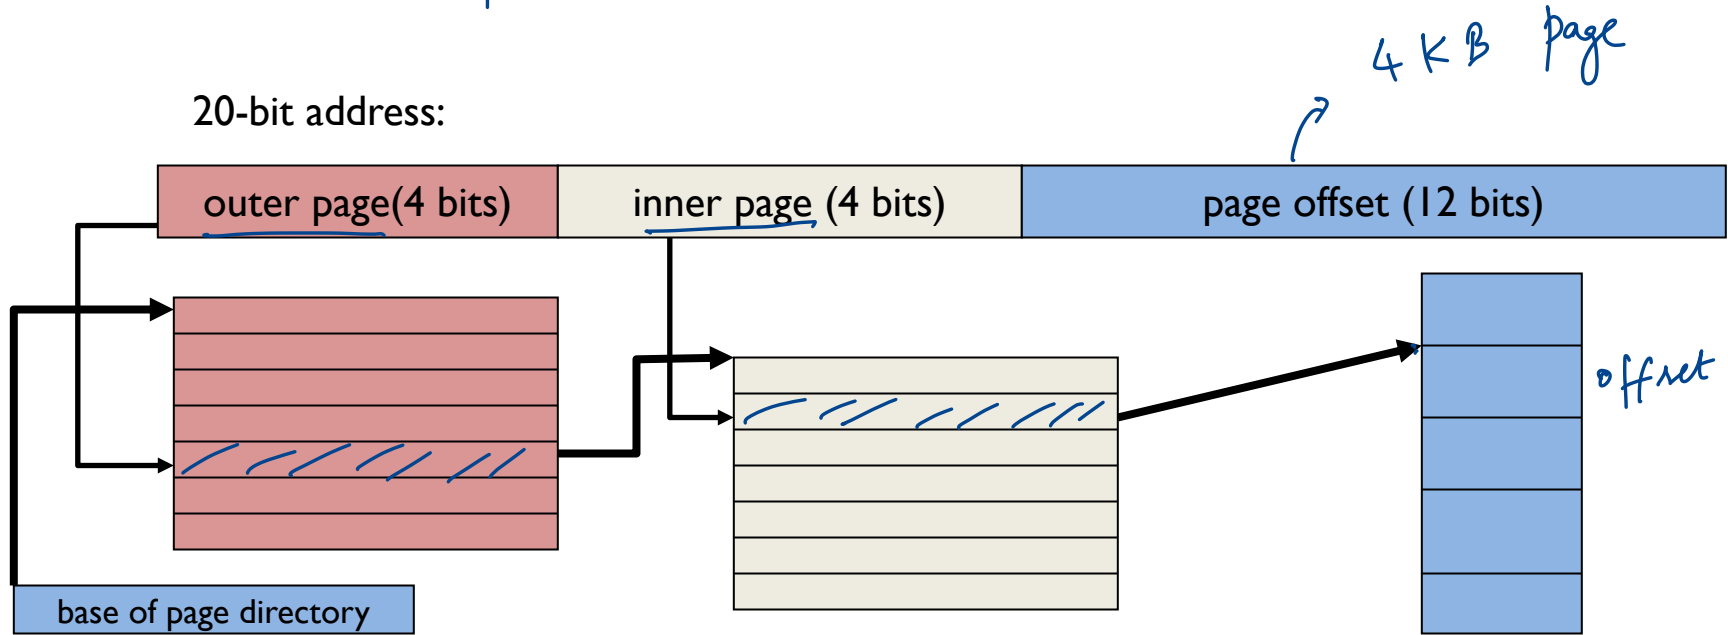 4 KB page
20-bit address:
outer page(4 bits) inner page (4 bits) page offset (12 bits)
offset
base of page directory